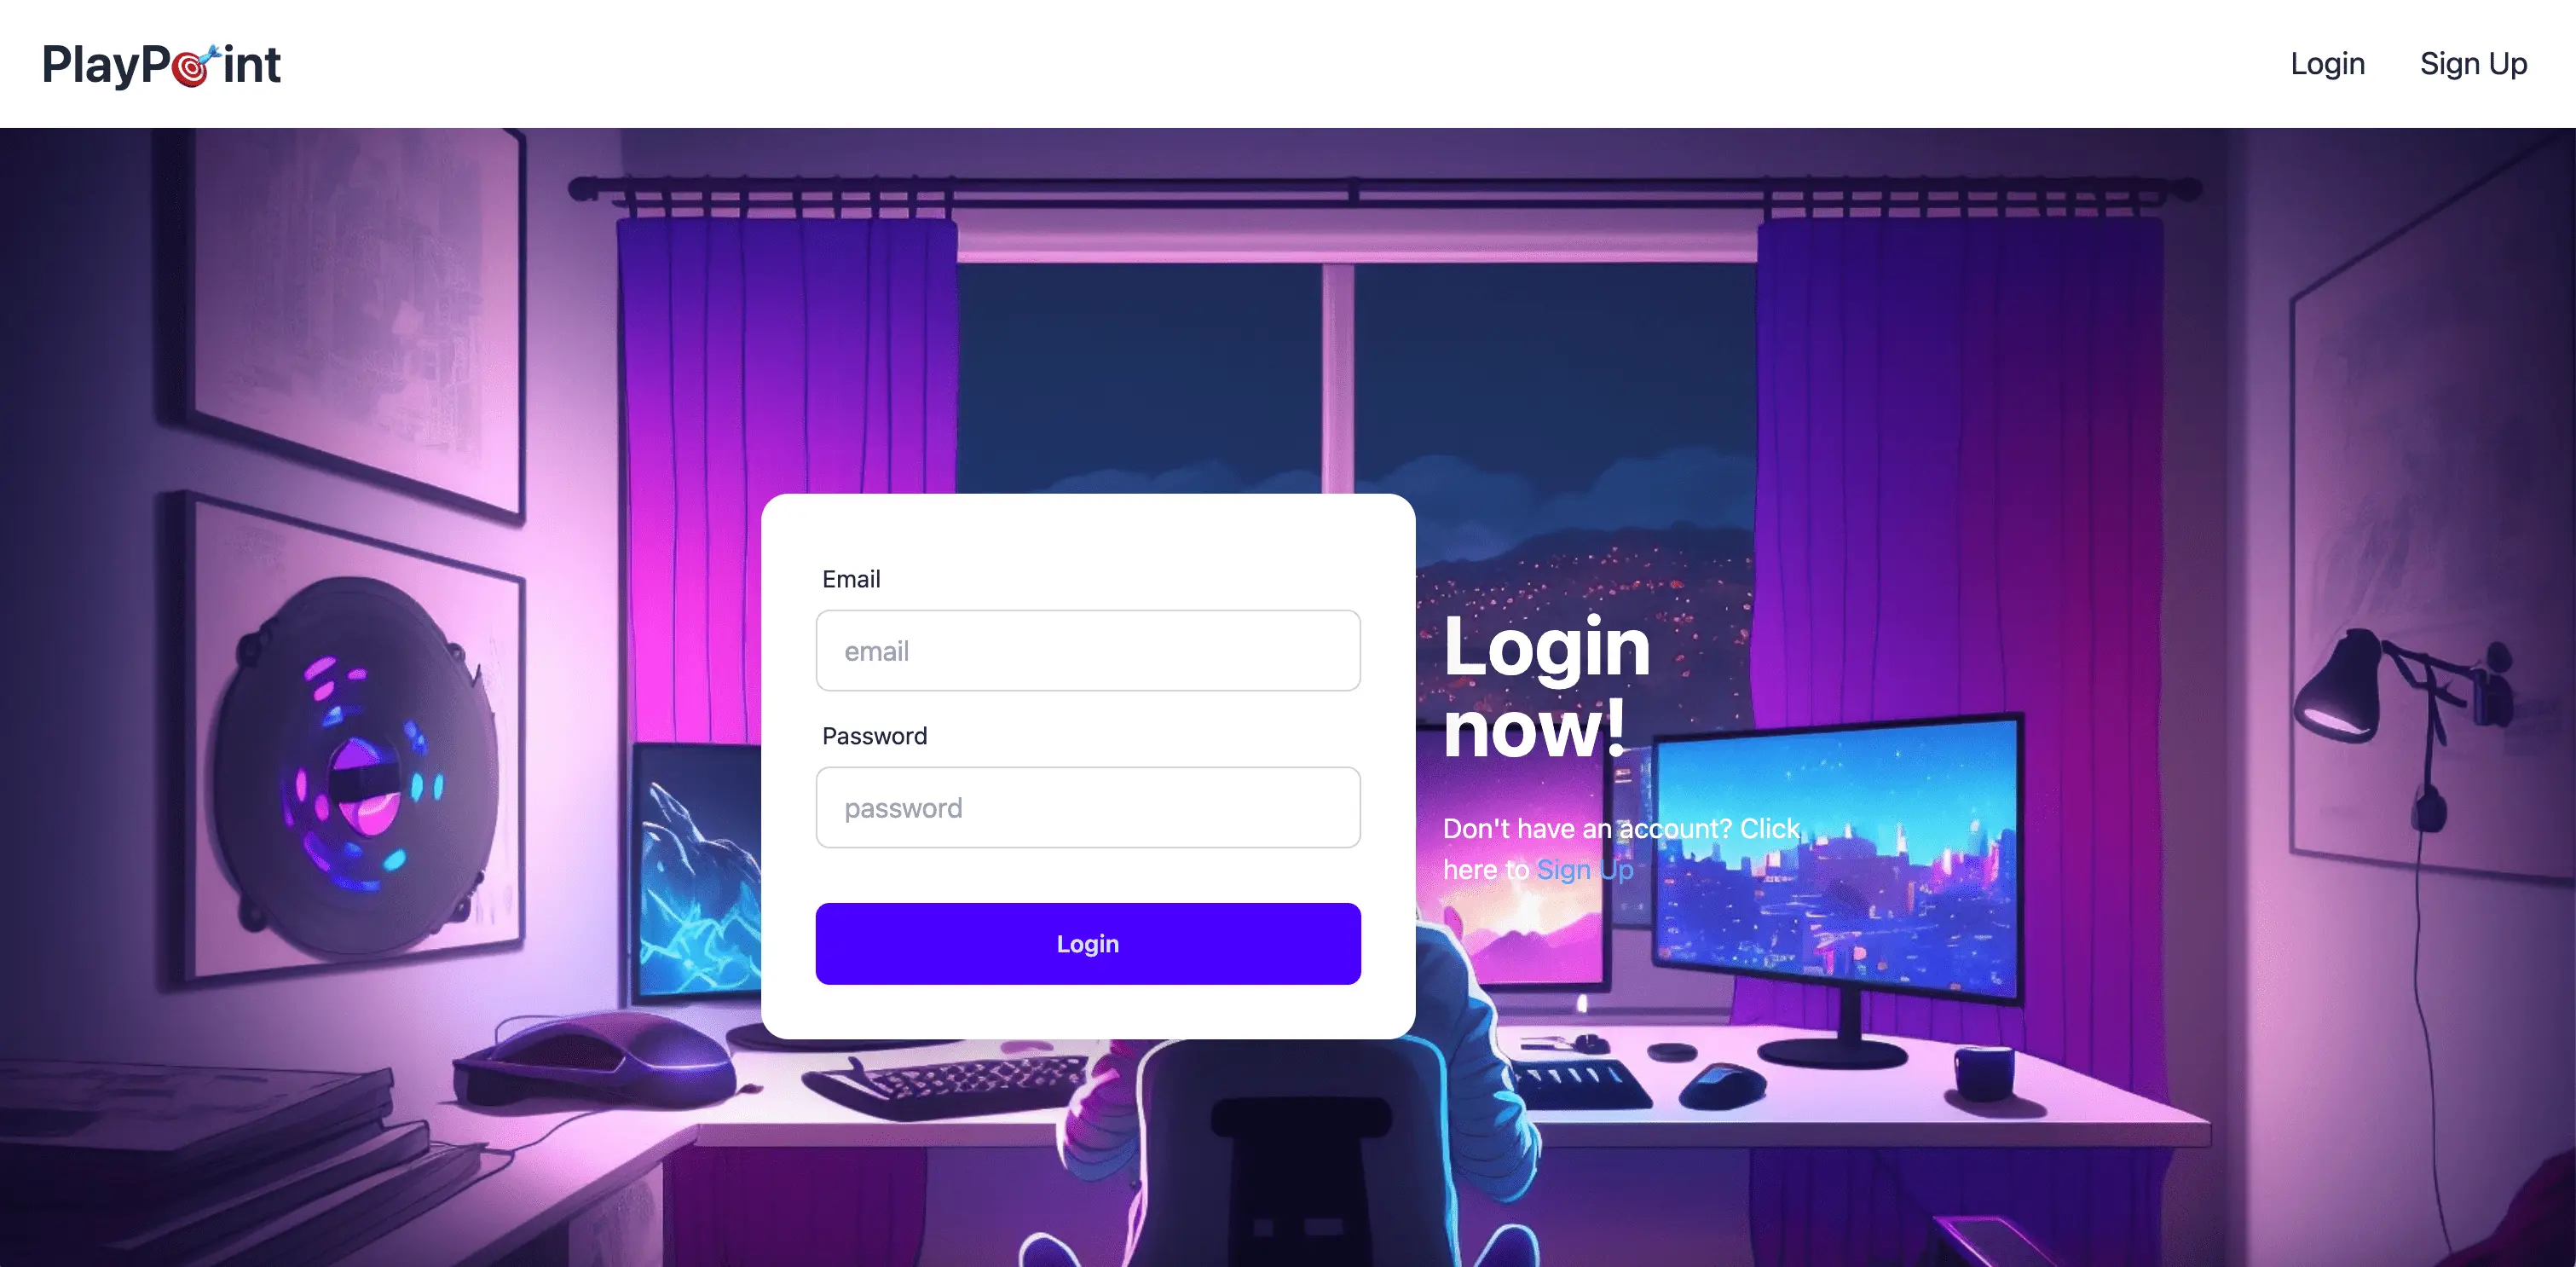 PlayPoint
Login
Sign Up
Email
email
Password
password
Login
Login
now!
Don't have an account? Click
here to Sign Up